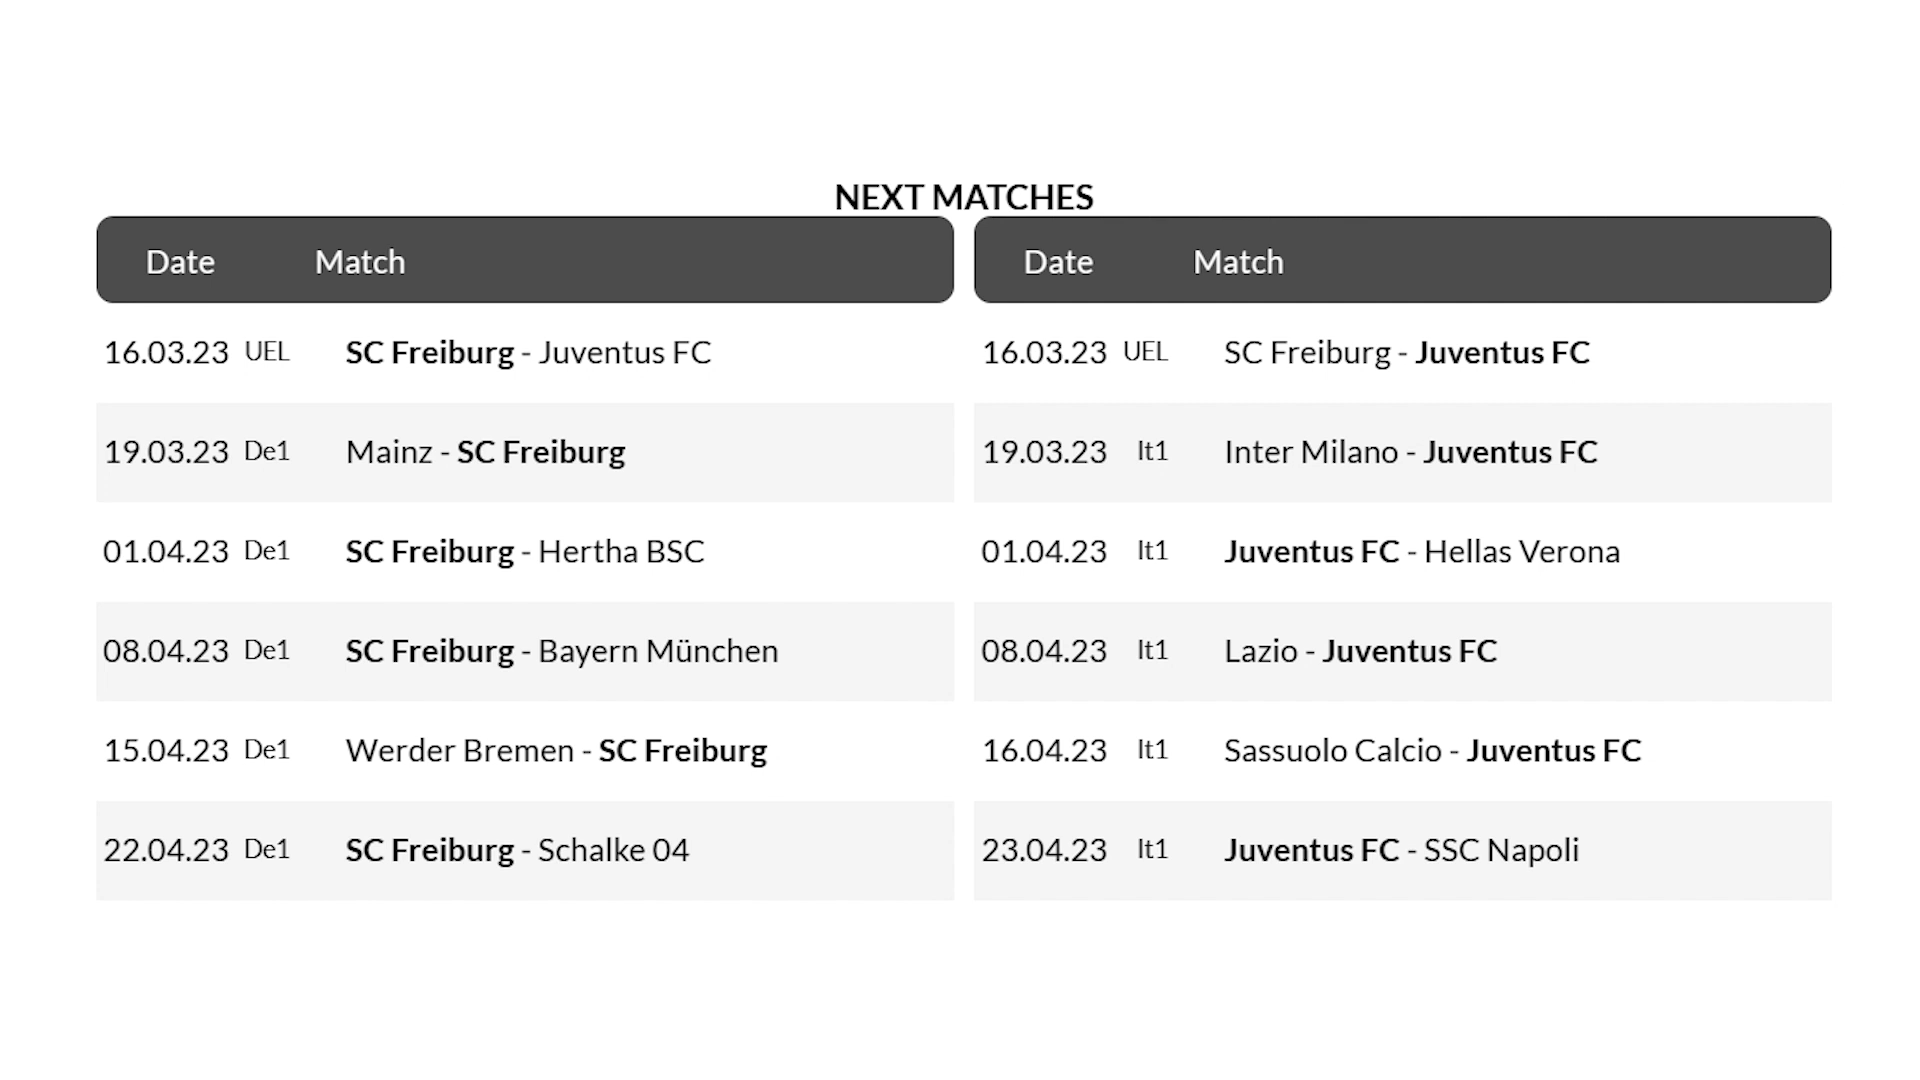 NEXT MATCHES
Date Match
16.03.23 UEL SC Freiburg - Juventus FC
19.03.23 De1 Mainz - SC Freiburg
01.04.23 De1 SC Freiburg - Hertha BSC
08.04.23 De1 SC Freiburg - Bayern München
15.04.23 De1 Werder Bremen - SC Freiburg
22.04.23 De1 SC Freiburg - Schalke 04
Date Match
16.03.23 UEL SC Freiburg - Juventus FC
19.03.23 It1 Inter Milano - Juventus FC
01.04.23 It1 Juventus FC - Hellas Verona
08.04.23 It1 Lazio - Juventus FC
16.04.23 It1 Sassuolo Calcio - Juventus FC
23.04.23 It1 Juventus FC - SSC Napoli